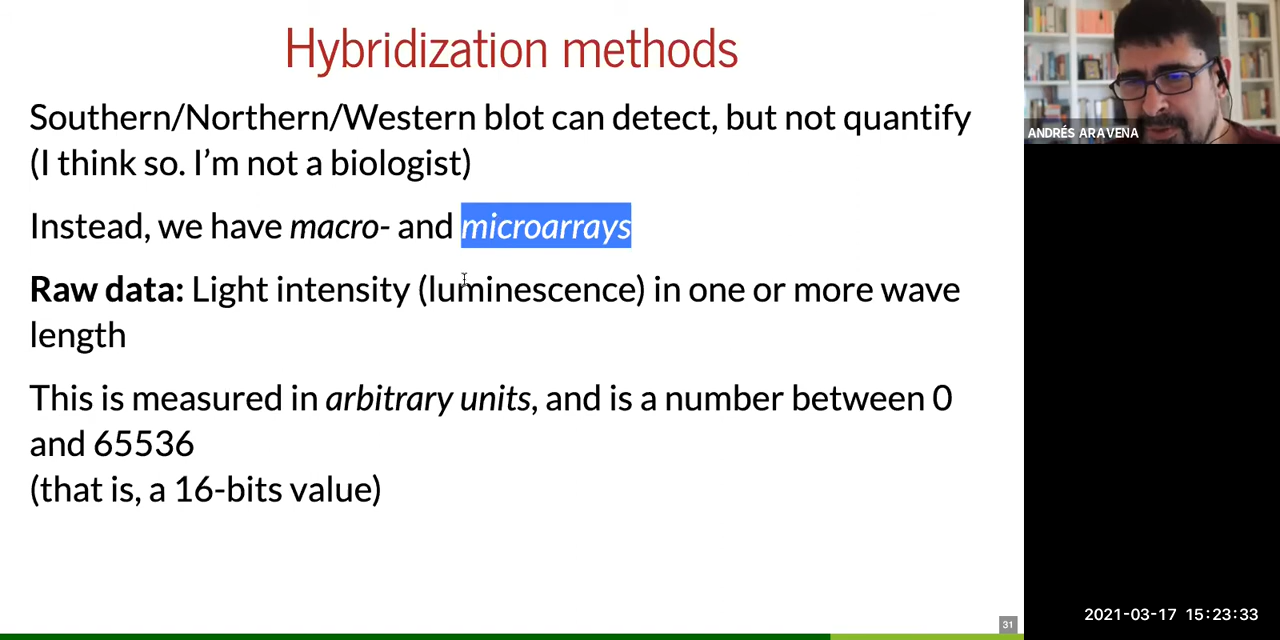 Hybridization methods
Southern/Northern/Western blot can detect, but not quantify
(I think so. I’m not a biologist)
Instead, we have macro- and microarrays
Raw data: Light intensity (luminescence) in one or more wave
length
This is measured in arbitrary units, and is a number between 0
and 65536
(that is, a 16-bits value)
31
ANDRÉS ARAVENA
2021-03-17 15:23:33